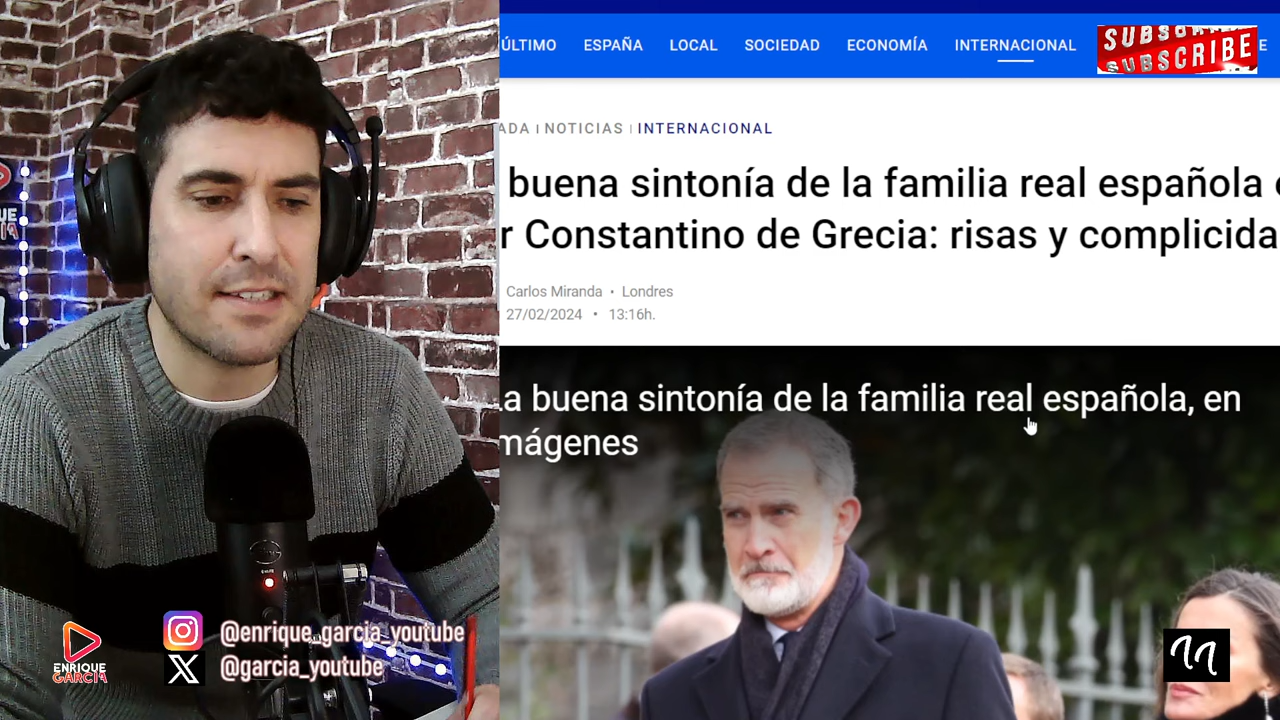 ÚLTIMO ESPAÑA LOCAL SOCIEDAD ECONOMÍA INTERNACIONAL
SUBSCRIBE
E
ADA | NOTICIAS | INTERNACIONAL
buena sintonía de la familia real española
r Constantino de Grecia: risas y complicida
Carlos Miranda • Londres
27/02/2024 • 13:16h.
La buena sintonía de la familia real española, en
mágenes
@enrique_garcia_youtube
@garcia_youtube
ENRIQUE
GARCIA